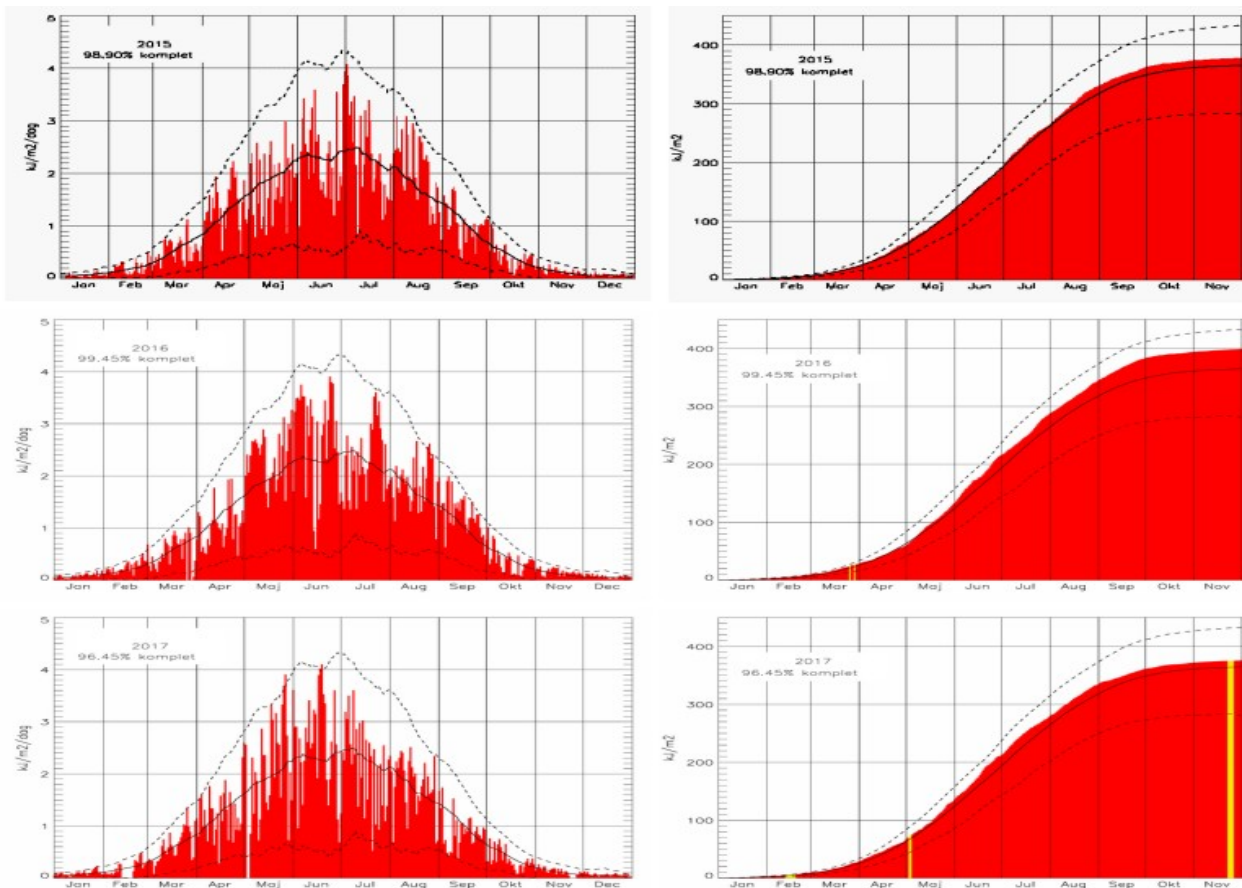 5
4
3
2
1
0
kJ/m2/dag
2015
98.90% komplet
Jan Feb Mar Apr Maj Jun Jul Aug Sep Okt Nov Dec
400
300
200
100
0
kJ/m2
2015
98.90% komplet
Jan Feb Mar Apr Maj Jun Jul Aug Sep Okt Nov
5
4
3
2
1
0
kJ/m2/dag
2016
99.45% komplet
Jan Feb Mar Apr Maj Jun Jul Aug Sep Okt Nov Dec
400
300
200
100
0
kJ/m2
2016
99.45% komplet
Jan Feb Mar Apr Maj Jun Jul Aug Sep Okt Nov
5
4
3
2
1
0
kJ/m2/dag
2017
96.45% komplet
Jan Feb Mar Apr Maj Jun Jul Aug Sep Okt Nov Dec
400
300
200
100
0
kJ/m2
2017
96.45% komplet
Jan Feb Mar Apr Maj Jun Jul Aug Sep Okt Nov